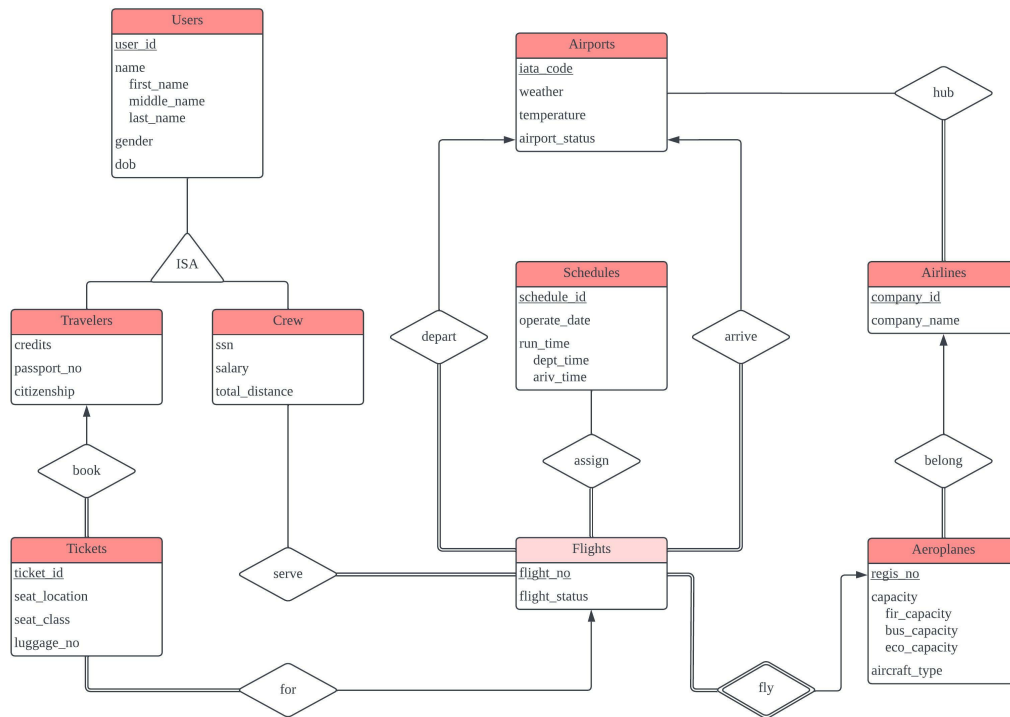 Users
user_id
name
first_name
middle_name
last_name
gender
dob
ISA
Travelers
credits
passport_no
citizenship
Crew
ssn
salary
total_distance
book
Tickets
ticket_id
seat_location
seat_class
luggage_no
serve
for
Airports
iata_code
weather
temperature
airport_status
hub
depart
Schedules
schedule_id
operate_date
run_time
dept_time
ariv_time
arrive
assign
Flights
flight_no
flight_status
Airlines
company_id
company_name
belong
Aeroplanes
regis_no
capacity
fir_capacity
bus_capacity
eco_capacity
aircraft_type
fly